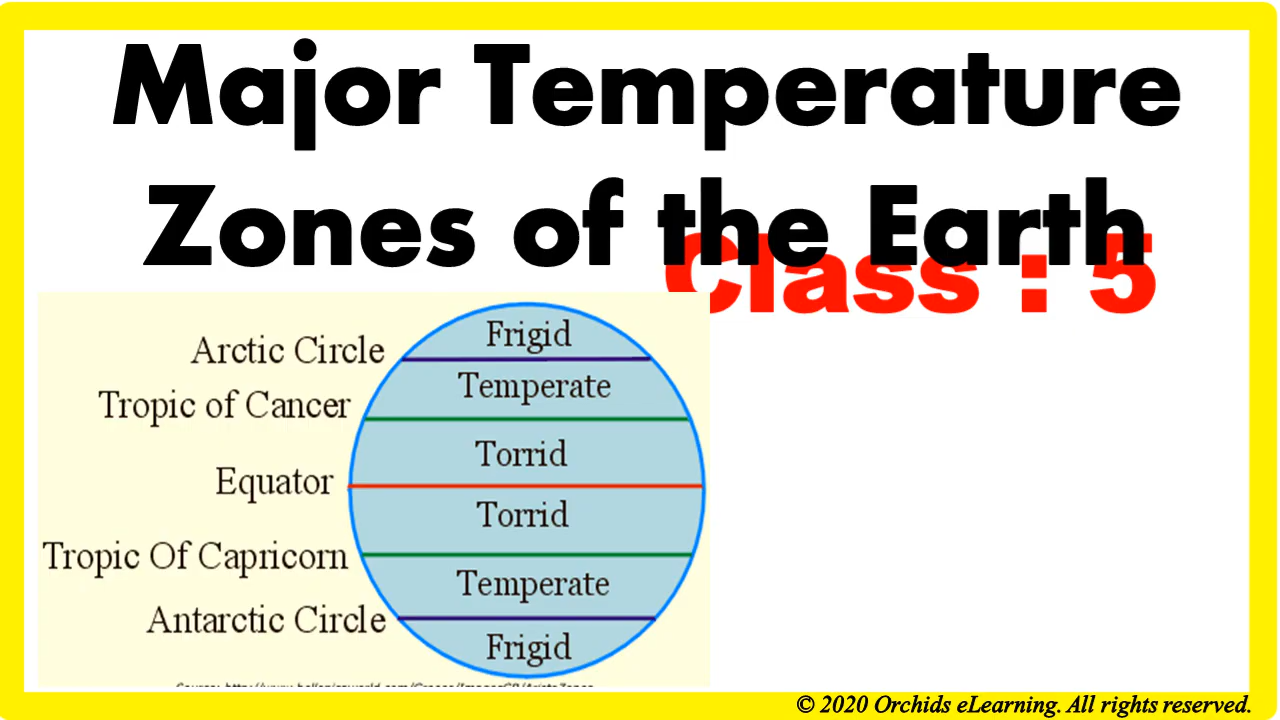 Major Temperature
Zones of the Earth
Class : 5
Frigid
Arctic Circle
Temperate
Tropic of Cancer
Torrid
Equator
Torrid
Tropic Of Capricorn
Temperate
Antarctic Circle
Frigid
© 2020 Orchids eLearning. All rights reserved.